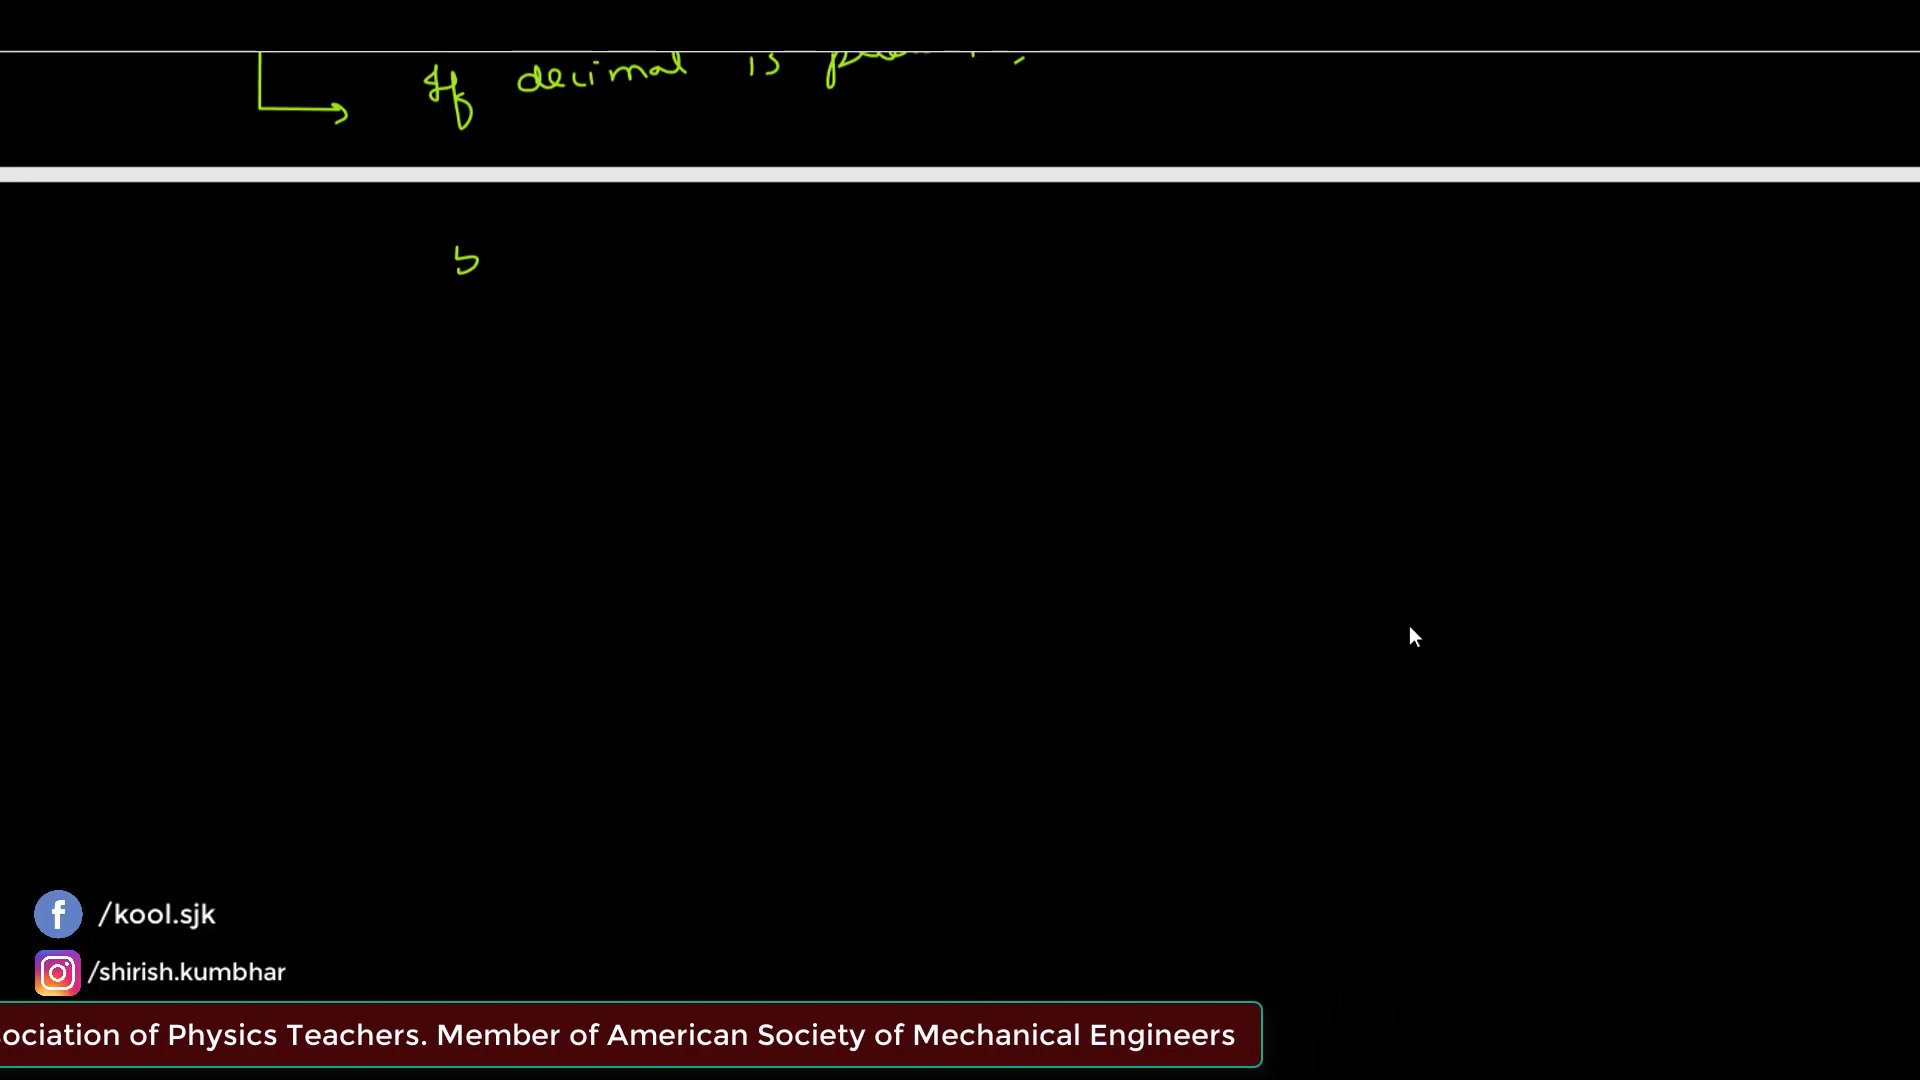 If decimal is
5
/kool.sjk
/shirish.kumbhar
ociation of Physics Teachers. Member of American Society of Mechanical Engineers